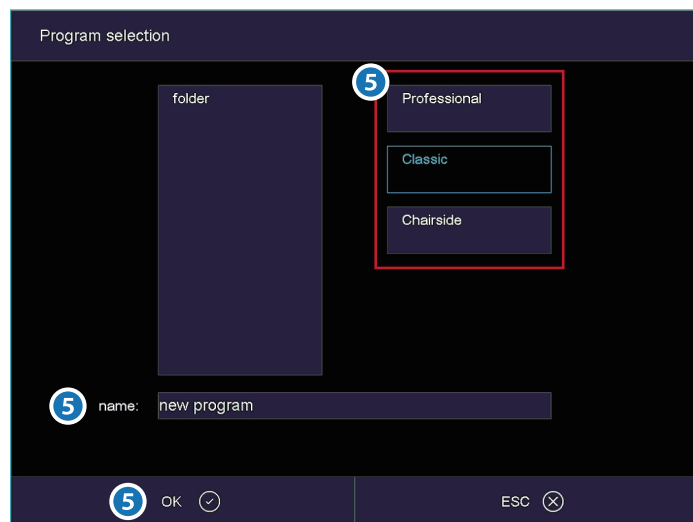 Program selection
folder
5
Professional
Classic
Chairside
5 name: new program
5 OK
ESC